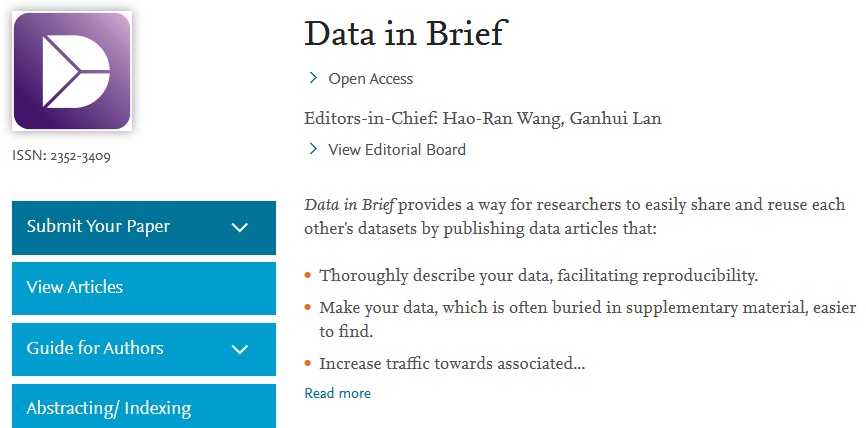 Data in Brief
Open Access
Editors-in-Chief: Hao-Ran Wang, Ganhui Lan
View Editorial Board
ISSN: 2352-3409
Submit Your Paper
View Articles
Guide for Authors
Abstracting/ Indexing
Data in Brief provides a way for researchers to easily share and reuse each
other's datasets by publishing data articles that:
Thoroughly describe your data, facilitating reproducibility.
Make your data, which is often buried in supplementary material, easier
to find.
Increase traffic towards associated...
Read more